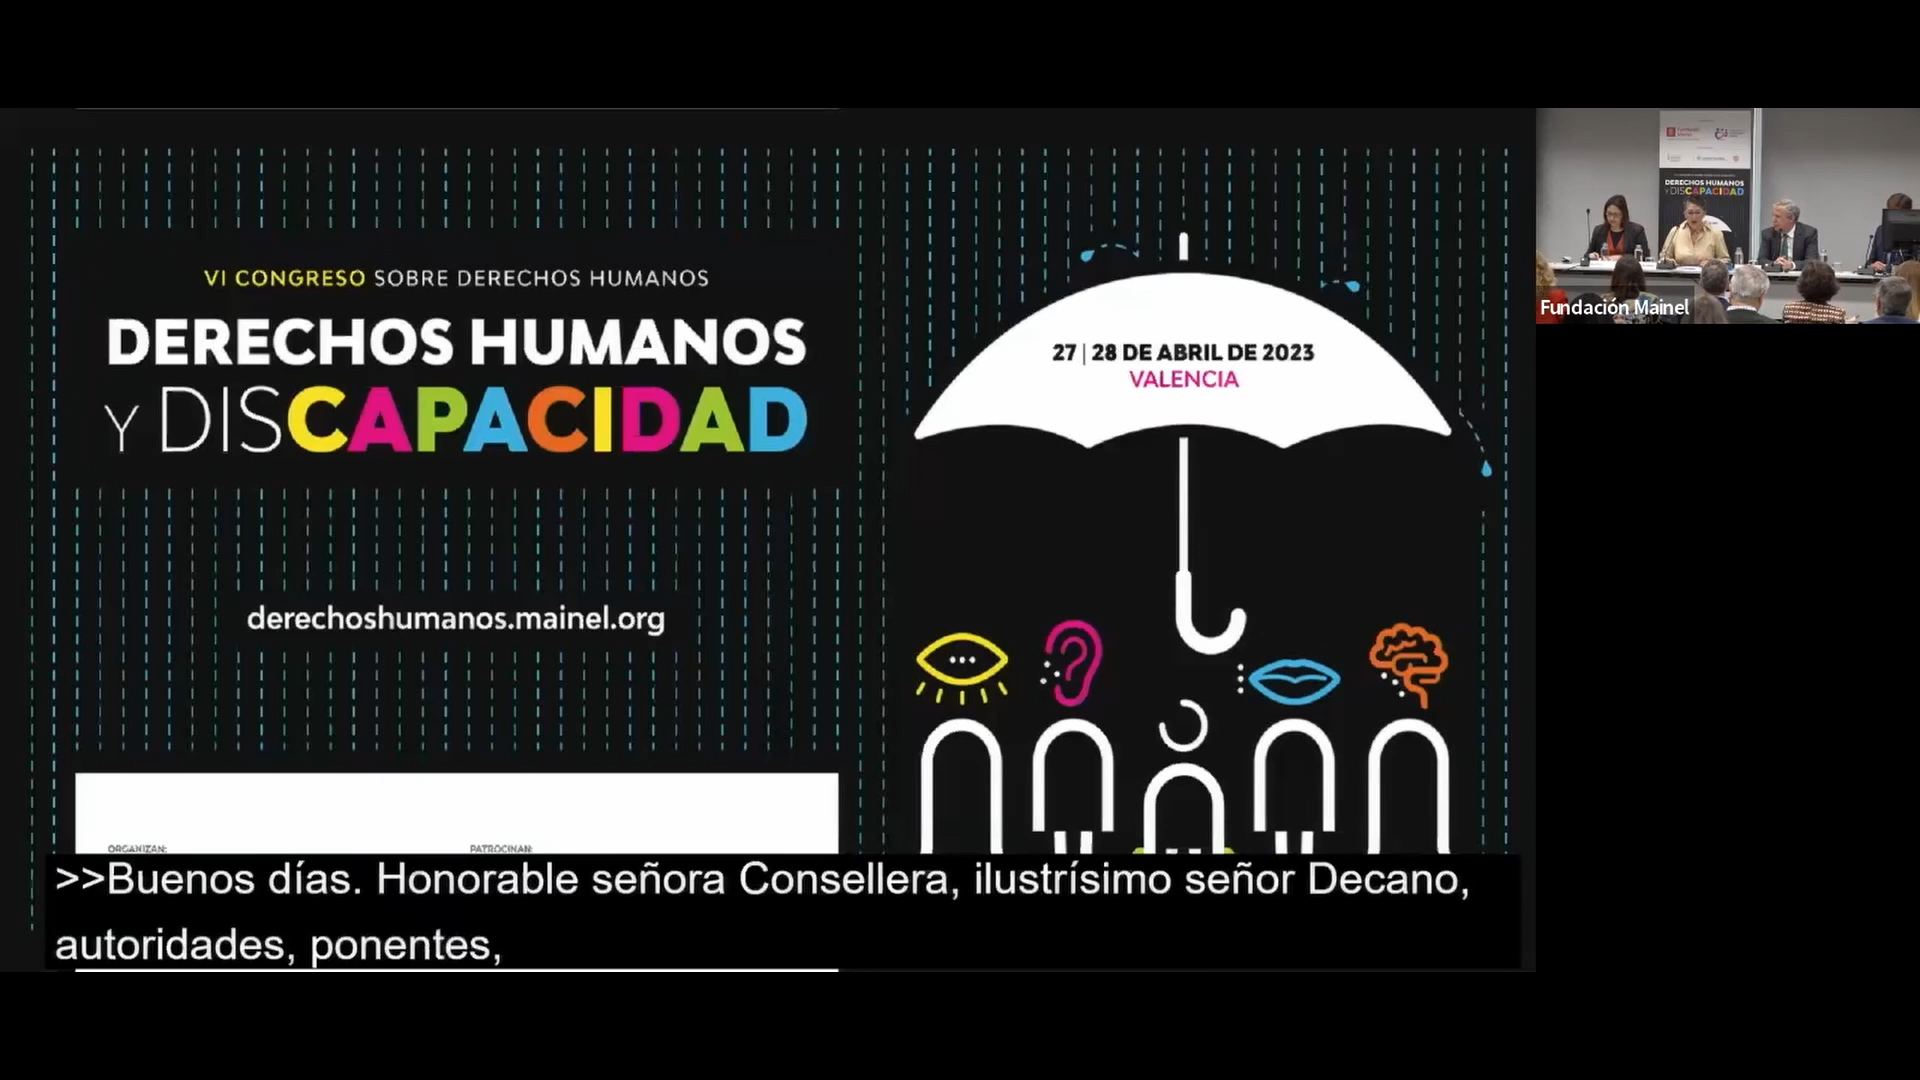 VI CONGRESO SOBRE DERECHOS HUMANOS
DERECHOS HUMANOS
Y DISCAPACIDAD
derechoshumanos.mainel.org
27 | 28 DE ABRIL DE 2023
VALENCIA
ORGANIZAN:
PATROCINAN:
>>Buenos días. Honorable señora Consellera, ilustrísimo señor Decano,
autoridades, ponentes,
DERECHOS HUMANOS
Y DISCAPACIDAD
Fundación Mainel